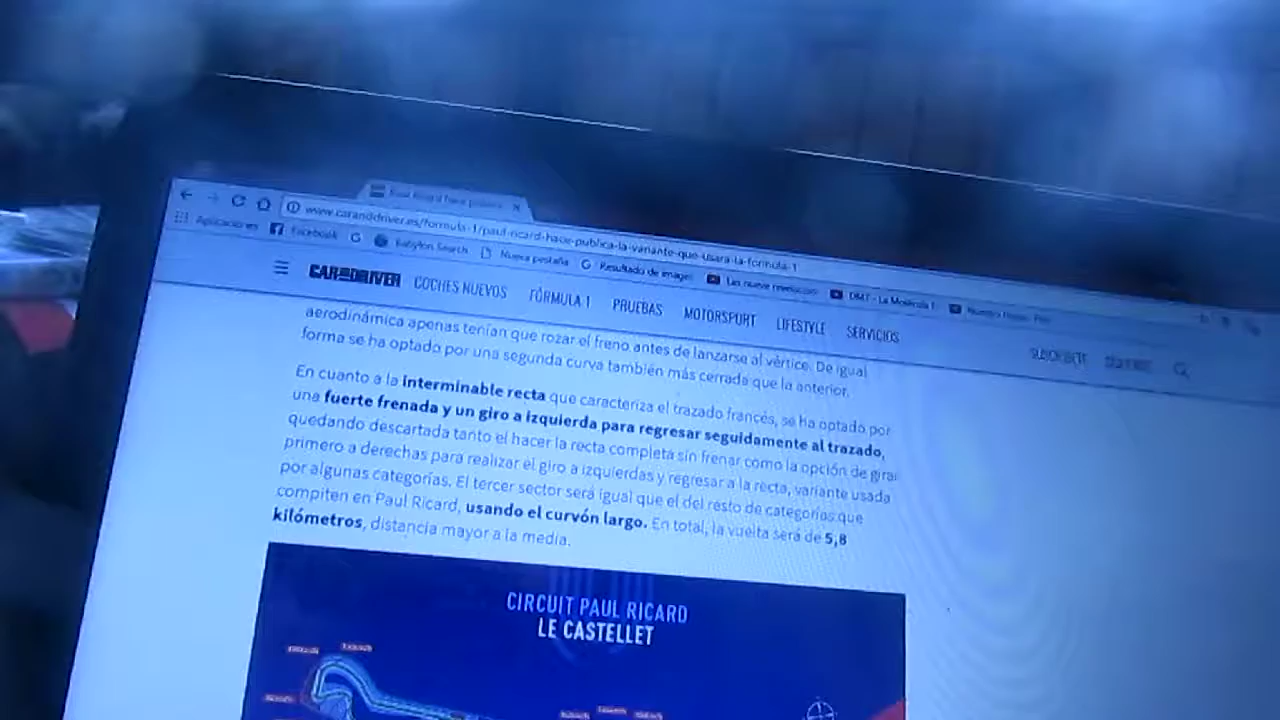 www.caranddriver.es/formula-1/paul-ricard-hace-publica-la-variante-que-usara-la-formula-1
Aplicaciones Facebook Babylon Search Nueva pestaña Resultado de image
CAR AND DRIVER COCHES NUEVOS FÓRMULA 1 PRUEBAS MOTORSPORT LIFESTYLE SERVICIOS SUSCRÍBETE
aerodinámica apenas tenían que rozar el freno antes de lanzarse al vértice. De igual
forma se ha optado por una segunda curva también más cerrada que la anterior.
En cuanto a la interminable recta que caracteriza el trazado francés, se ha optado por
una fuerte frenada y un giro a izquierda para regresar seguidamente al trazado,
quedando descartada tanto el hacer la recta completa sin frenar como la opción de girar
primero a derechas para realizar el giro a izquierdas y regresar a la recta, variante usada
por algunas categorías. El tercer sector será igual que el del resto de categorías que
compiten en Paul Ricard, usando el curvón largo. En total, la vuelta será de 5,8
kilómetros, distancia mayor a la media.
CIRCUIT PAUL RICARD
LE CASTELLET